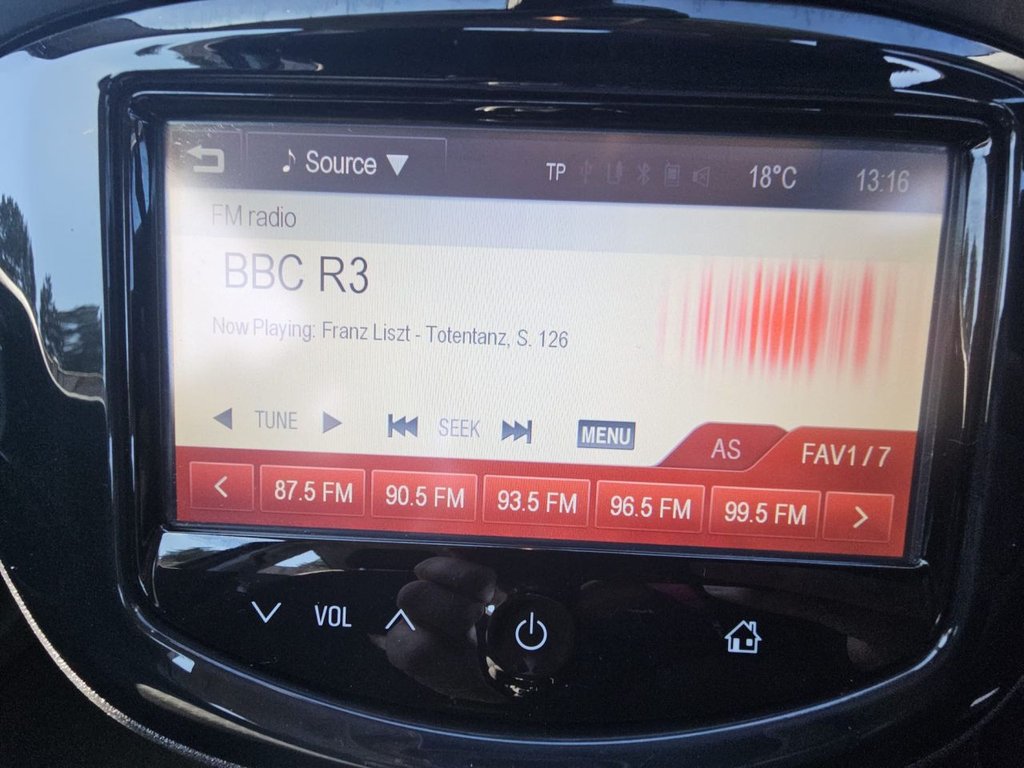 Source TP 18°C 13:16
FM radio
BBC R3
Now Playing: Franz Liszt - Totentanz, S. 126
TUNE SEEK MENU AS FAV1/7
87.5 FM 90.5 FM 93.5 FM 96.5 FM 99.5 FM
VOL